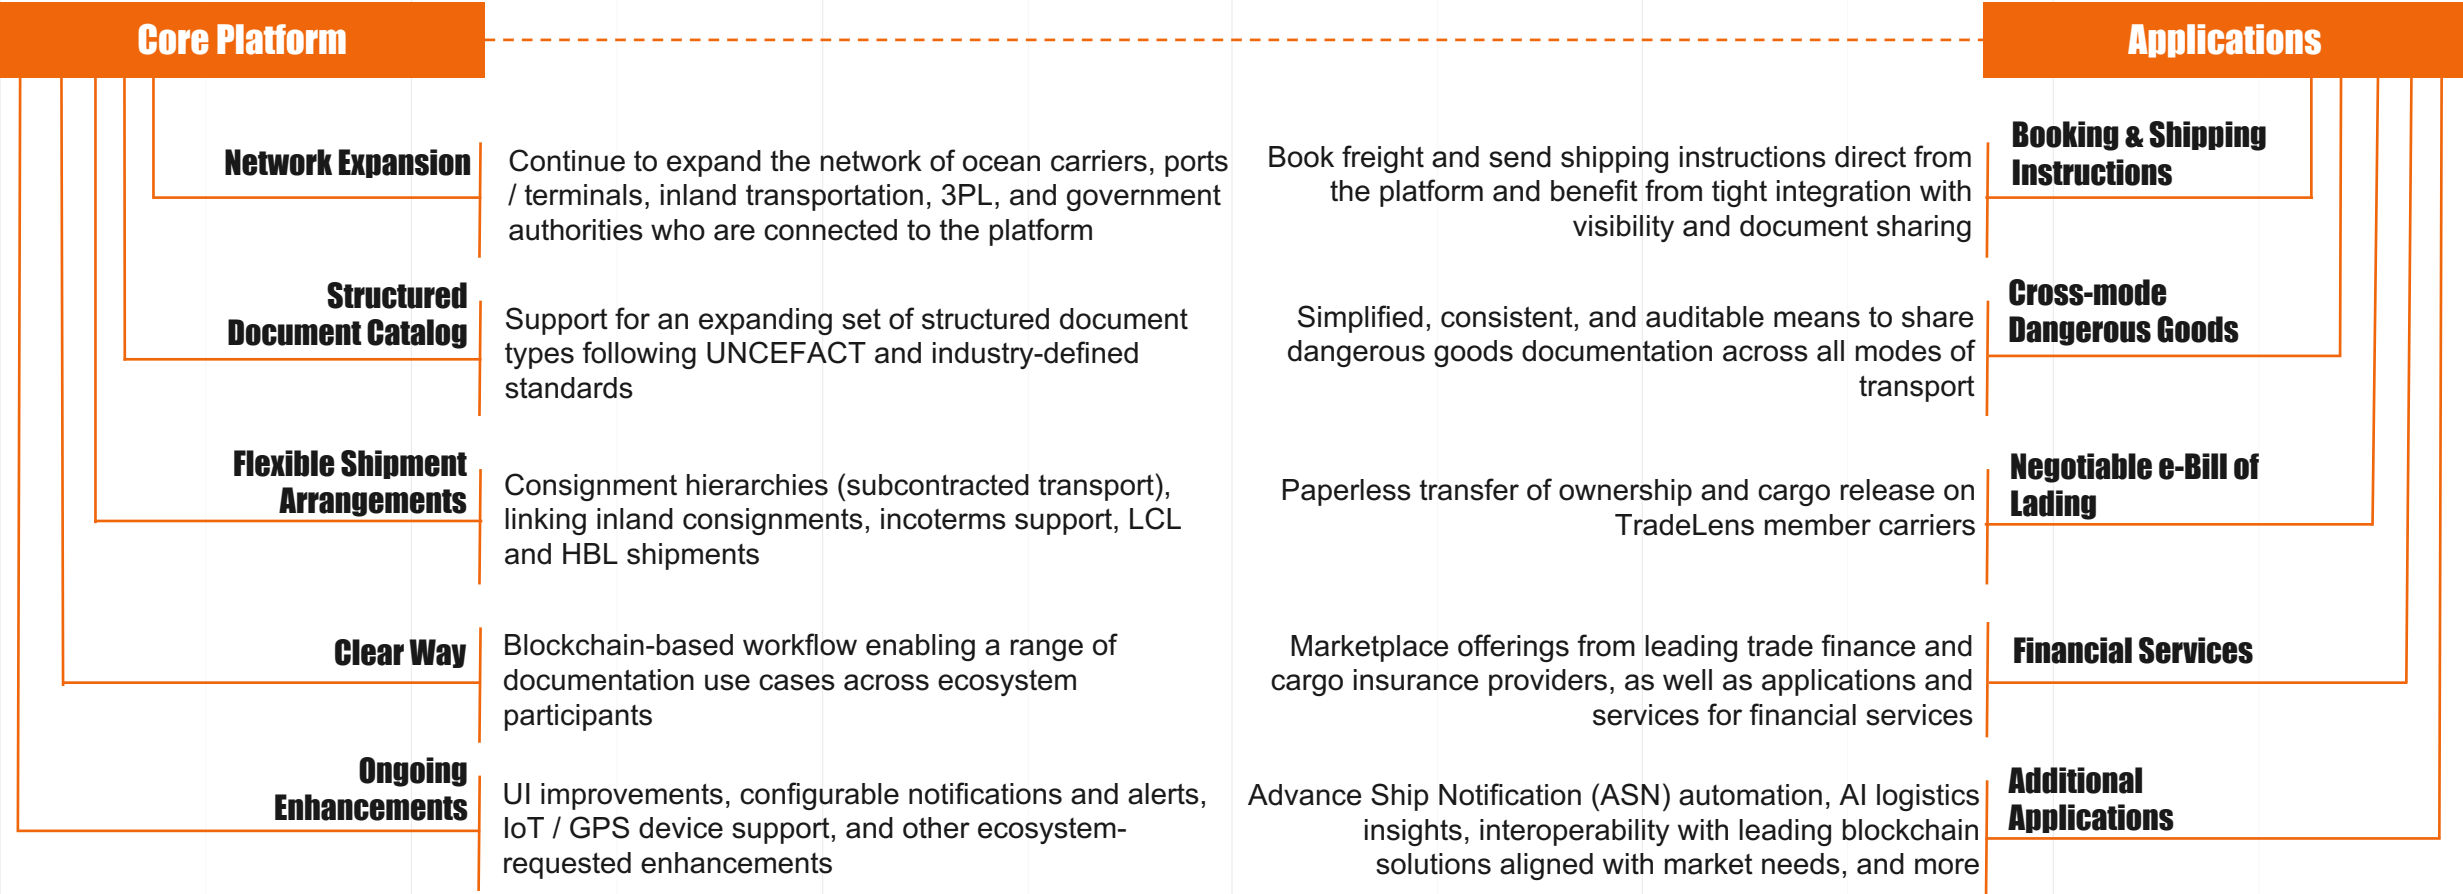 Core Platform
Network Expansion
Continue to expand the network of ocean carriers, ports
/ terminals, inland transportation, 3PL, and government
authorities who are connected to the platform
Structured
Document Catalog
Support for an expanding set of structured document
types following UNCEFACT and industry-defined
standards
Flexible Shipment
Arrangements
Consignment hierarchies (subcontracted transport),
linking inland consignments, incoterms support, LCL
and HBL shipments
Clear Way
Blockchain-based workflow enabling a range of
documentation use cases across ecosystem
participants
Ongoing
Enhancements
UI improvements, configurable notifications and alerts,
IoT / GPS device support, and other ecosystem-
requested enhancements
Applications
Booking & Shipping
Instructions
Book freight and send shipping instructions direct from
the platform and benefit from tight integration with
visibility and document sharing
Cross-mode
Dangerous Goods
Simplified, consistent, and auditable means to share
dangerous goods documentation across all modes of
transport
Negotiable e-Bill of
Lading
Paperless transfer of ownership and cargo release on
TradeLens member carriers
Financial Services
Marketplace offerings from leading trade finance and
cargo insurance providers, as well as applications and
services for financial services
Additional
Applications
Advance Ship Notification (ASN) automation, AI logistics
insights, interoperability with leading blockchain
solutions aligned with market needs, and more